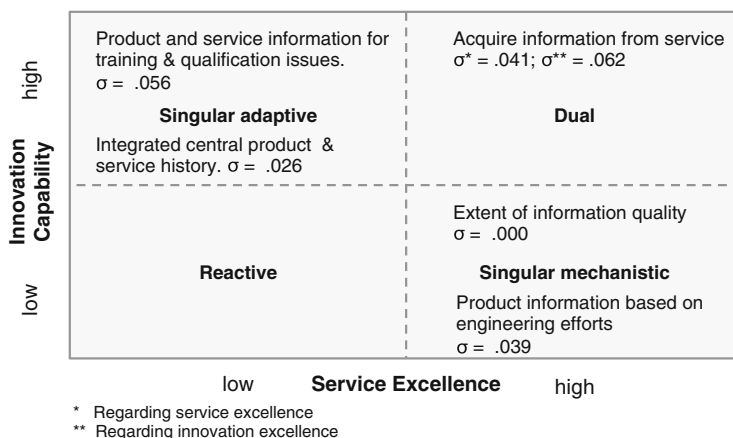 Product and service information for
training & qualification issues.
σ = .056
Singular adaptive
Integrated central product &
service history. σ = .026
Acquire information from service
σ* = .041; σ** = .062
Dual
Reactive
Extent of information quality
σ = .000
Singular mechanistic
Product information based on
engineering efforts
σ = .039
high
Innovation
Capability
low
low Service Excellence high
* Regarding service excellence
** Regarding innovation excellence